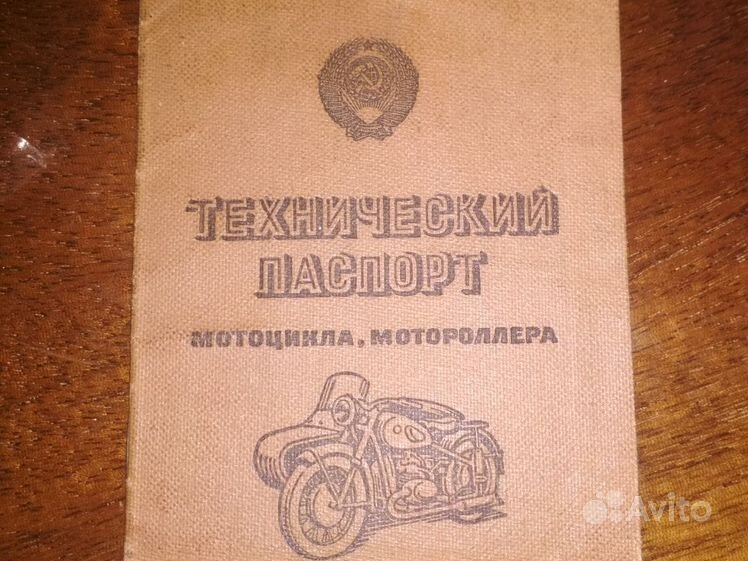 ТЕХНИЧЕСКИЙ
ПАСПОРТ
МОТОЦИКЛА, МОТОРОЛЛЕРА
Avito